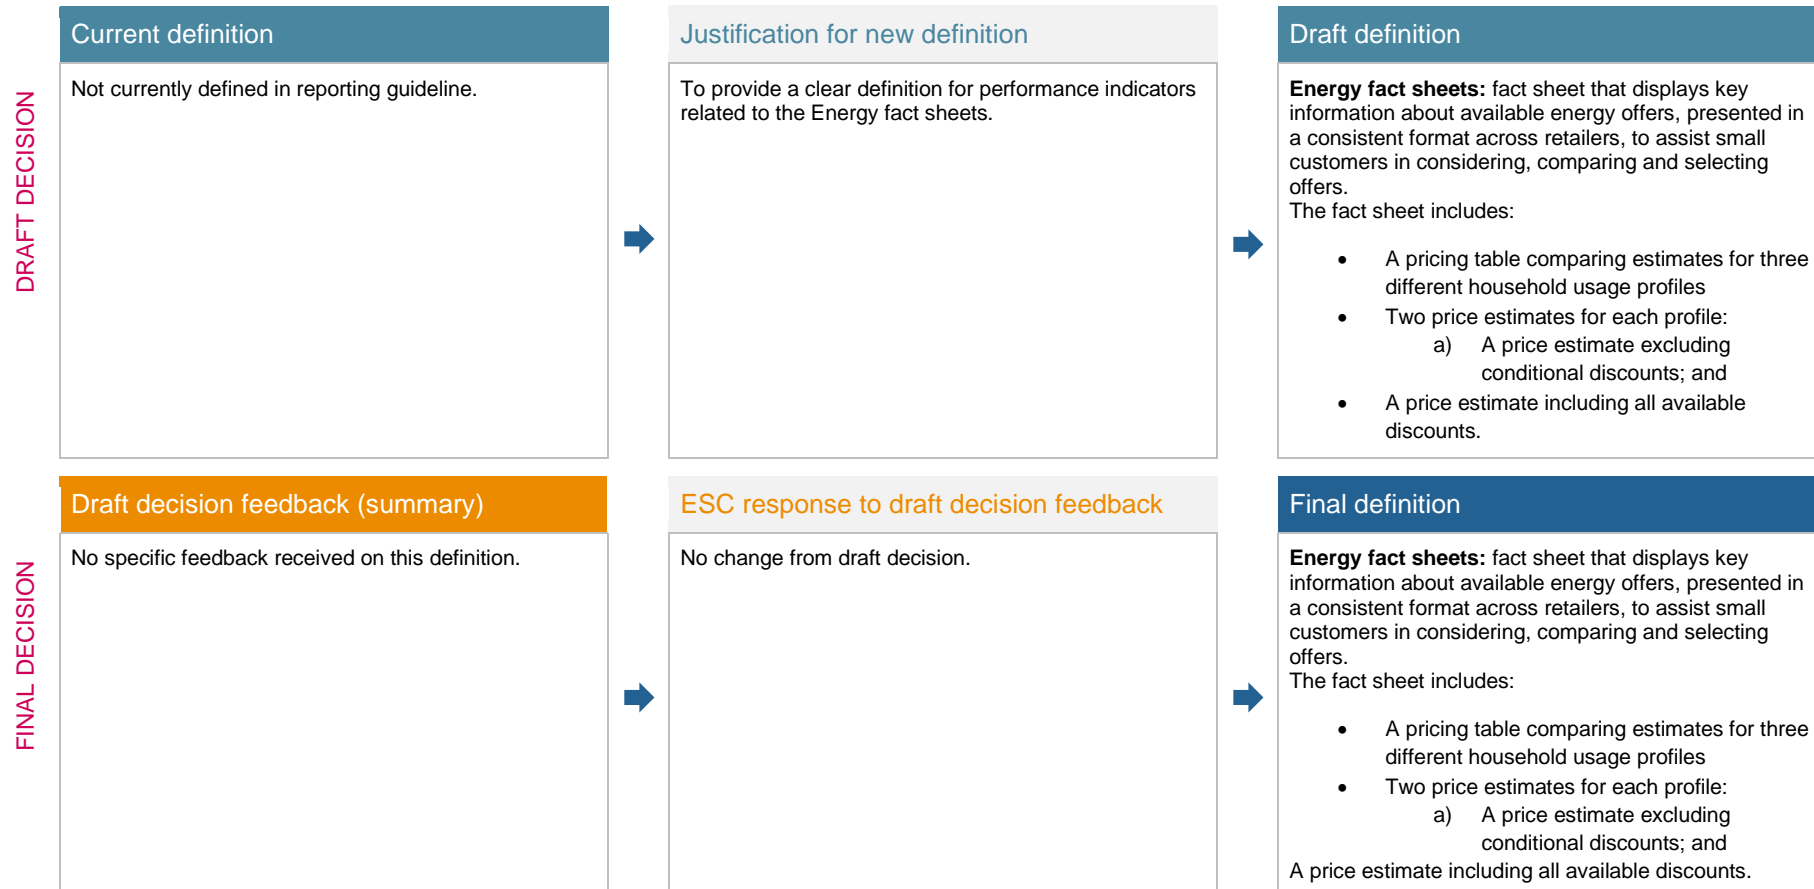 DRAFT DECISION
Current definition
Not currently defined in reporting guideline.
Justification for new definition
To provide a clear definition for performance indicators
related to the Energy fact sheets.
Draft definition
Energy fact sheets: fact sheet that displays key
information about available energy offers, presented in
a consistent format across retailers, to assist small
customers in considering, comparing and selecting
offers.
The fact sheet includes:
• A pricing table comparing estimates for three
different household usage profiles
• Two price estimates for each profile:
a) A price estimate excluding
conditional discounts; and
• A price estimate including all available
discounts.
FINAL DECISION
Draft decision feedback (summary)
No specific feedback received on this definition.
ESC response to draft decision feedback
No change from draft decision.
Final definition
Energy fact sheets: fact sheet that displays key
information about available energy offers, presented in
a consistent format across retailers, to assist small
customers in considering, comparing and selecting
offers.
The fact sheet includes:
• A pricing table comparing estimates for three
different household usage profiles
• Two price estimates for each profile:
a) A price estimate excluding
conditional discounts; and
A price estimate including all available discounts.